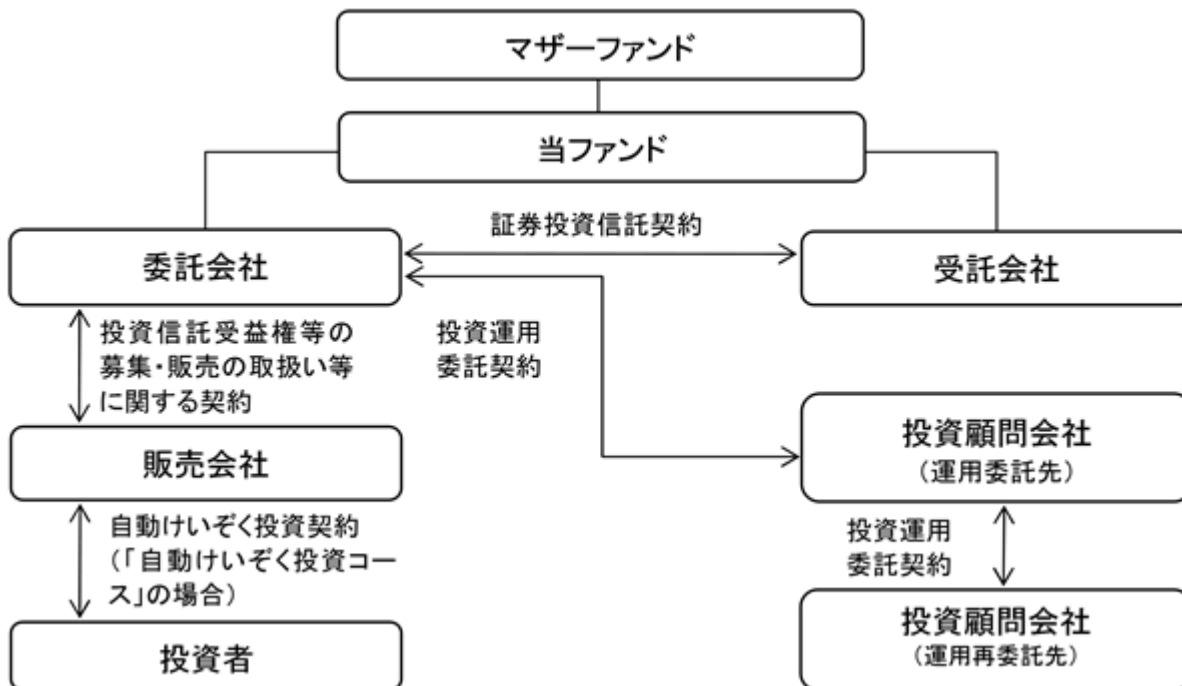 マザーファンド
当ファンド
証券投資信託契約
委託会社
受託会社
投資信託受益権等の
募集・販売の取扱い等
に関する契約
投資運用
委託契約
販売会社
投資顧問会社
（運用委託先）
自動けいぞく投資契約
（「自動けいぞく投資コー
ス」の場合）
投資運用
委託契約
投資者
投資顧問会社
（運用再委託先）